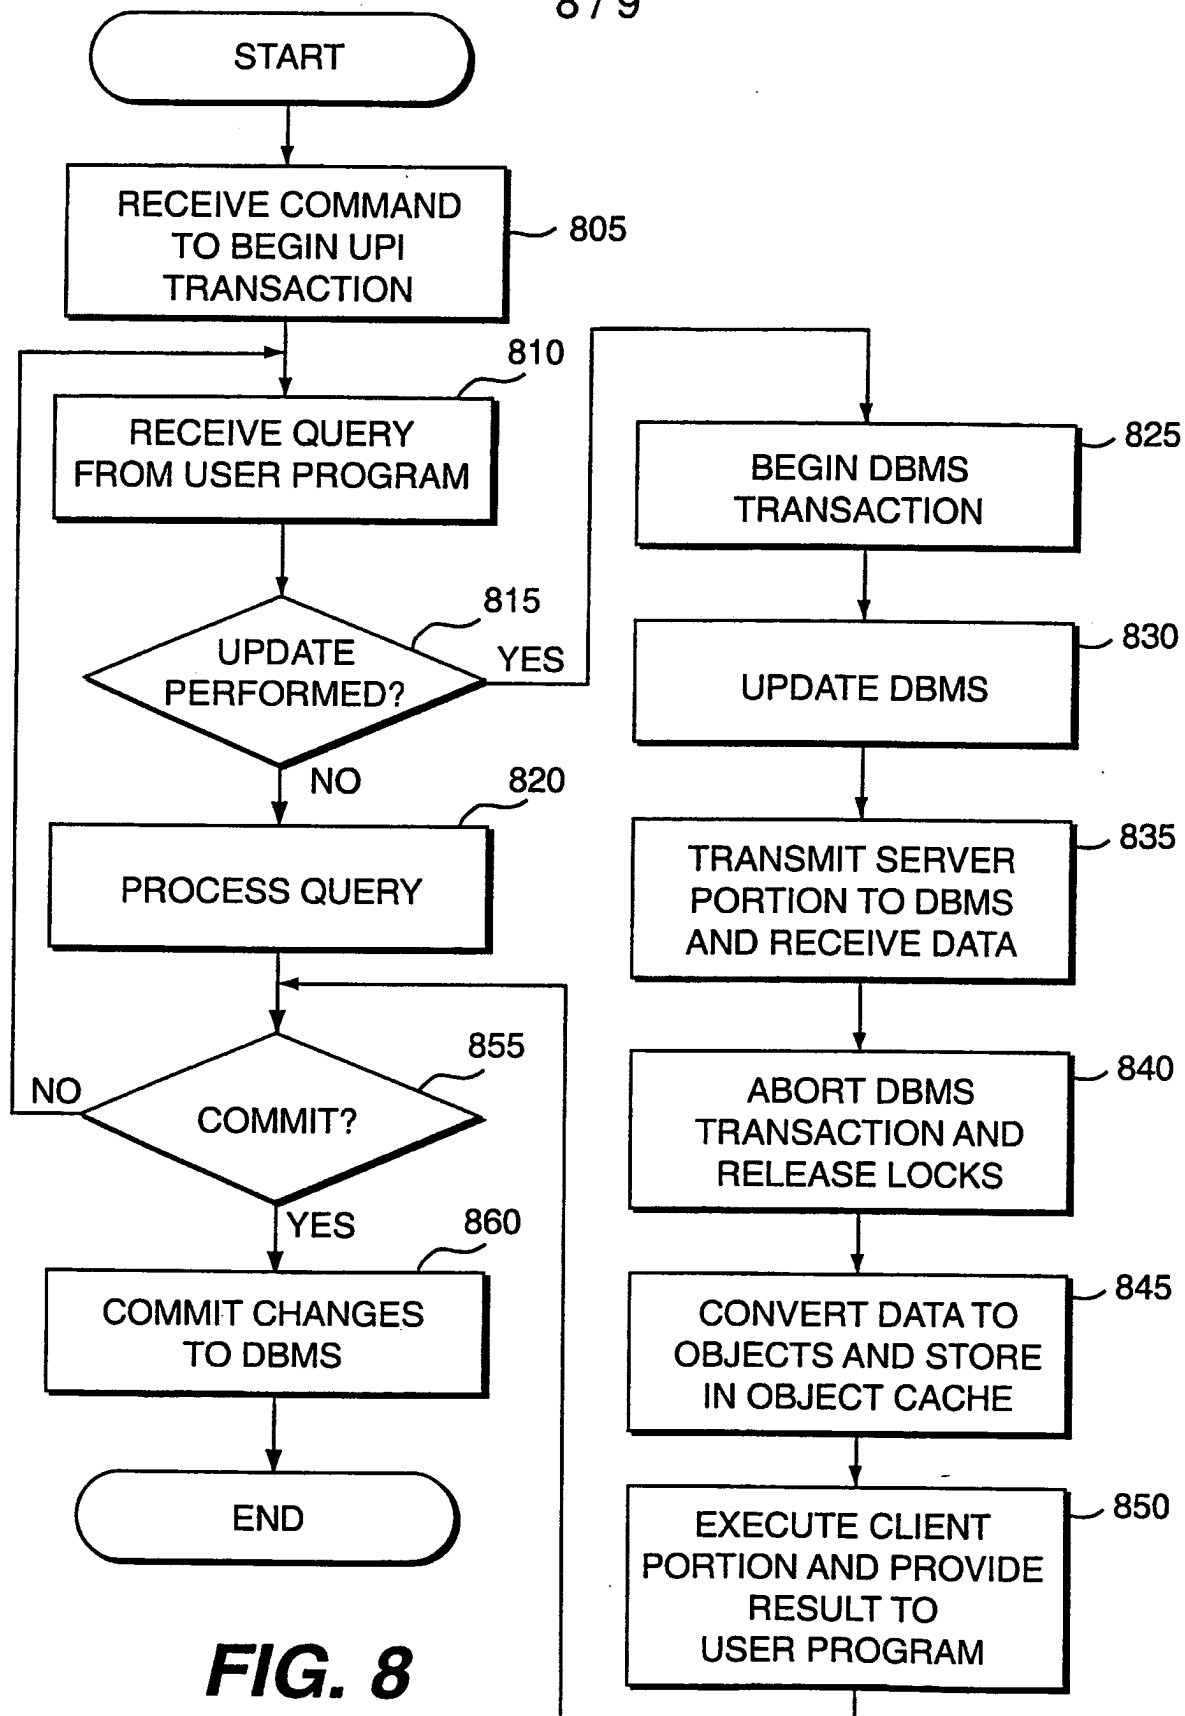 8/9
START
RECEIVE COMMAND
TO BEGIN UPI
TRANSACTION
805
810
RECEIVE QUERY
FROM USER PROGRAM
815
UPDATE
PERFORMED?
YES
NO
820
PROCESS QUERY
855
NO
COMMIT?
YES
860
COMMIT CHANGES
TO DBMS
END
825
BEGIN DBMS
TRANSACTION
830
UPDATE DBMS
835
TRANSMIT SERVER
PORTION TO DBMS
AND RECEIVE DATA
840
ABORT DBMS
TRANSACTION AND
RELEASE LOCKS
845
CONVERT DATA TO
OBJECTS AND STORE
IN OBJECT CACHE
850
EXECUTE CLIENT
PORTION AND PROVIDE
RESULT TO
USER PROGRAM
FIG. 8